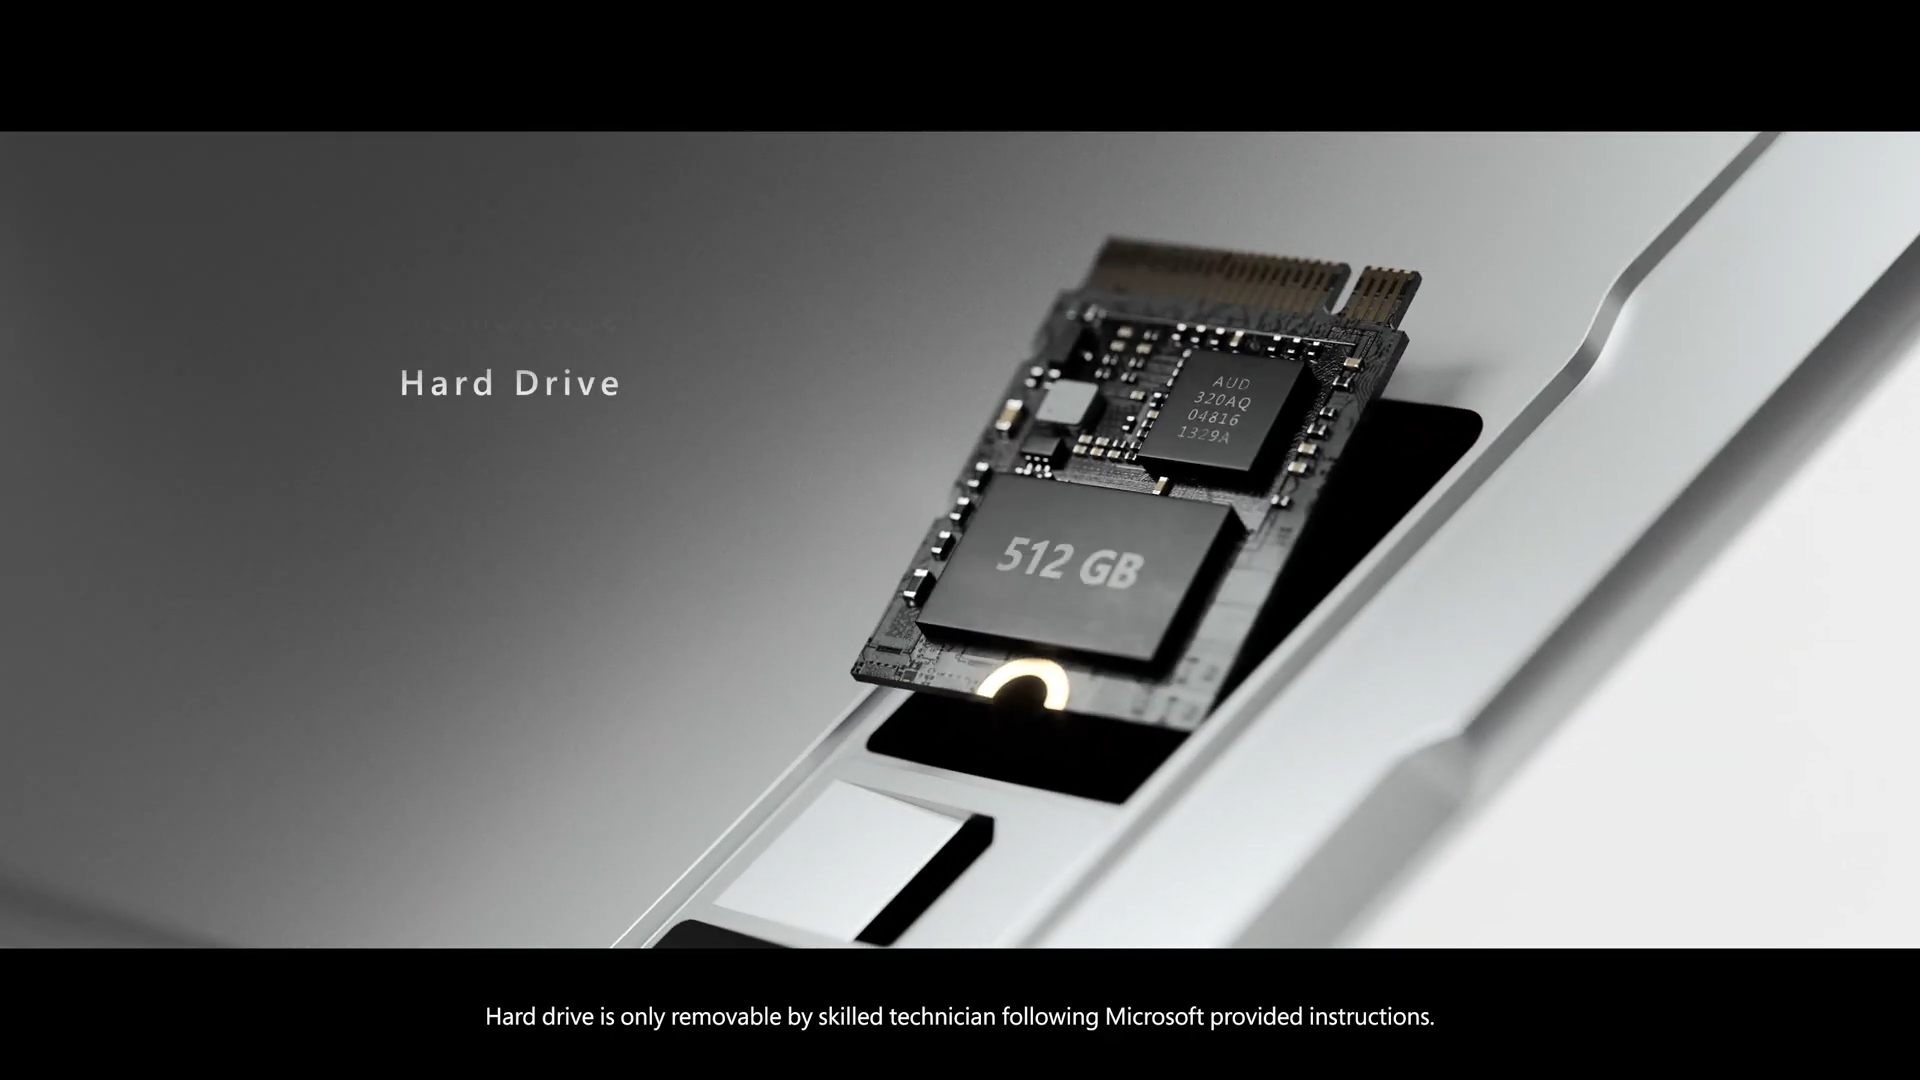 Hard Drive
AUD
320AQ
04816
1329A
512 GB
Hard drive is only removable by skilled technician following Microsoft provided instructions.